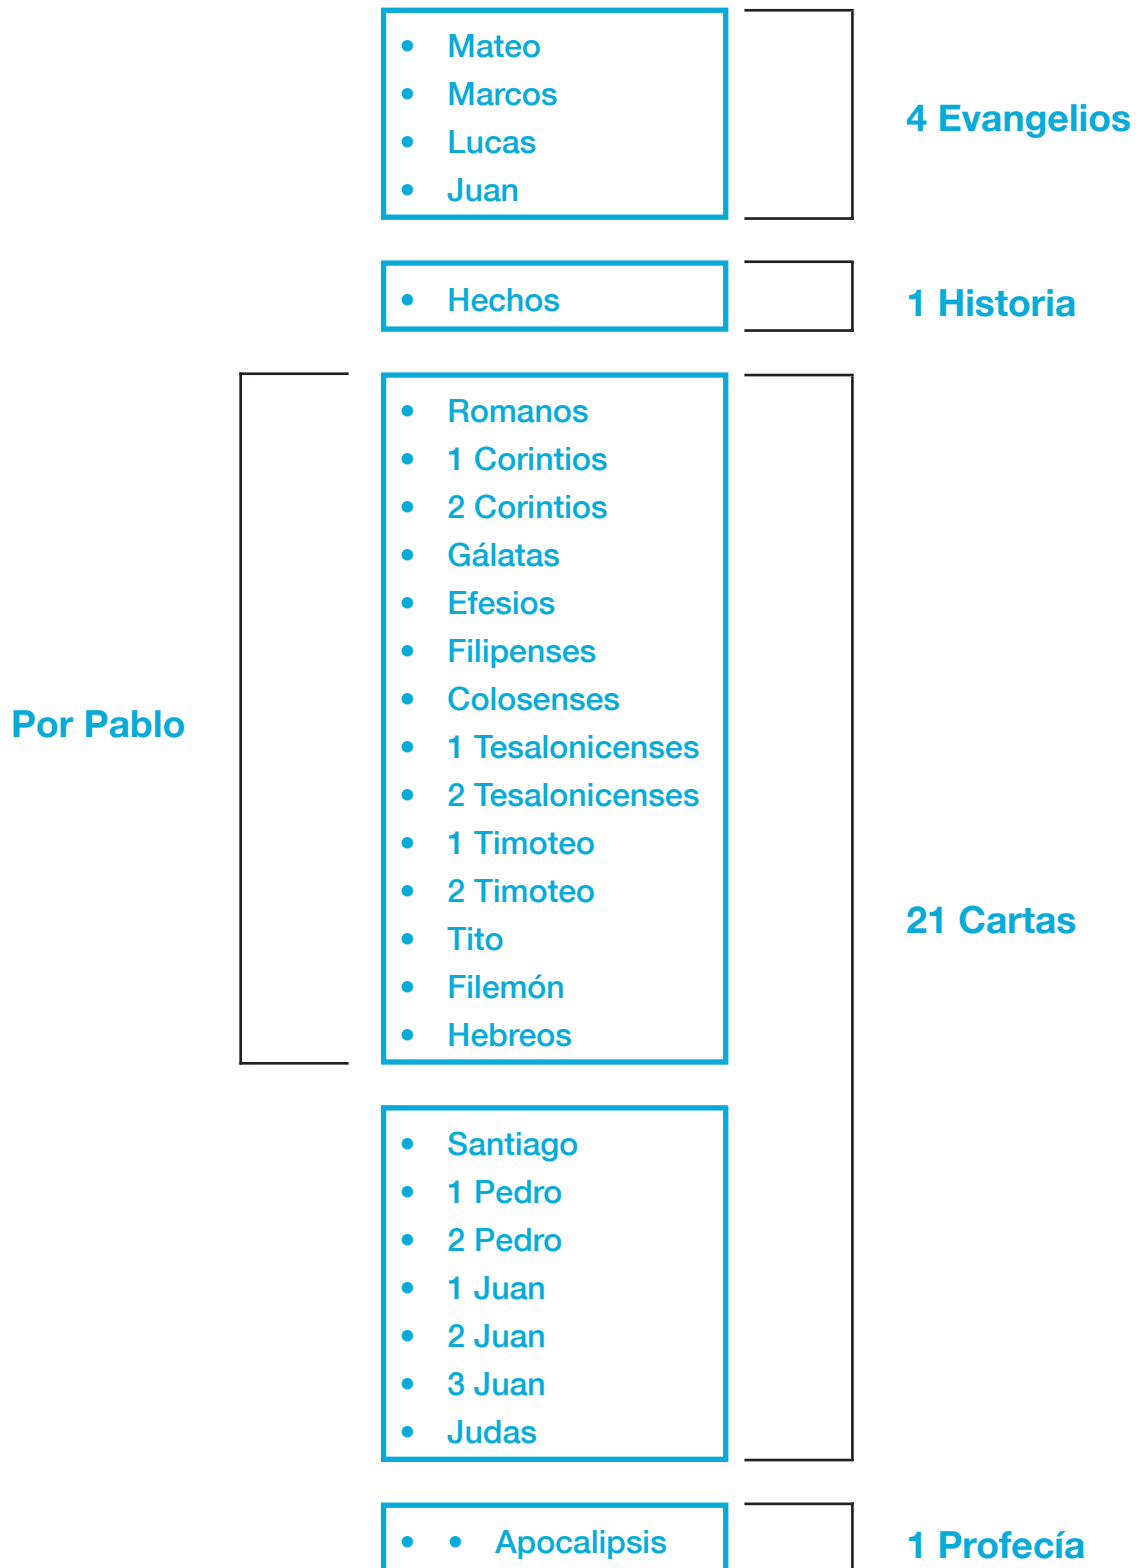 • Mateo
• Marcos
• Lucas
• Juan
4 Evangelios
• Hechos
1 Historia
Por Pablo
• Romanos
• 1 Corintios
• 2 Corintios
• Gálatas
• Efesios
• Filipenses
• Colosenses
• 1 Tesalonicenses
• 2 Tesalonicenses
• 1 Timoteo
• 2 Timoteo
• Tito
• Filemón
• Hebreos
• Santiago
• 1 Pedro
• 2 Pedro
• 1 Juan
• 2 Juan
• 3 Juan
• Judas
21 Cartas
• • Apocalipsis
1 Profecía